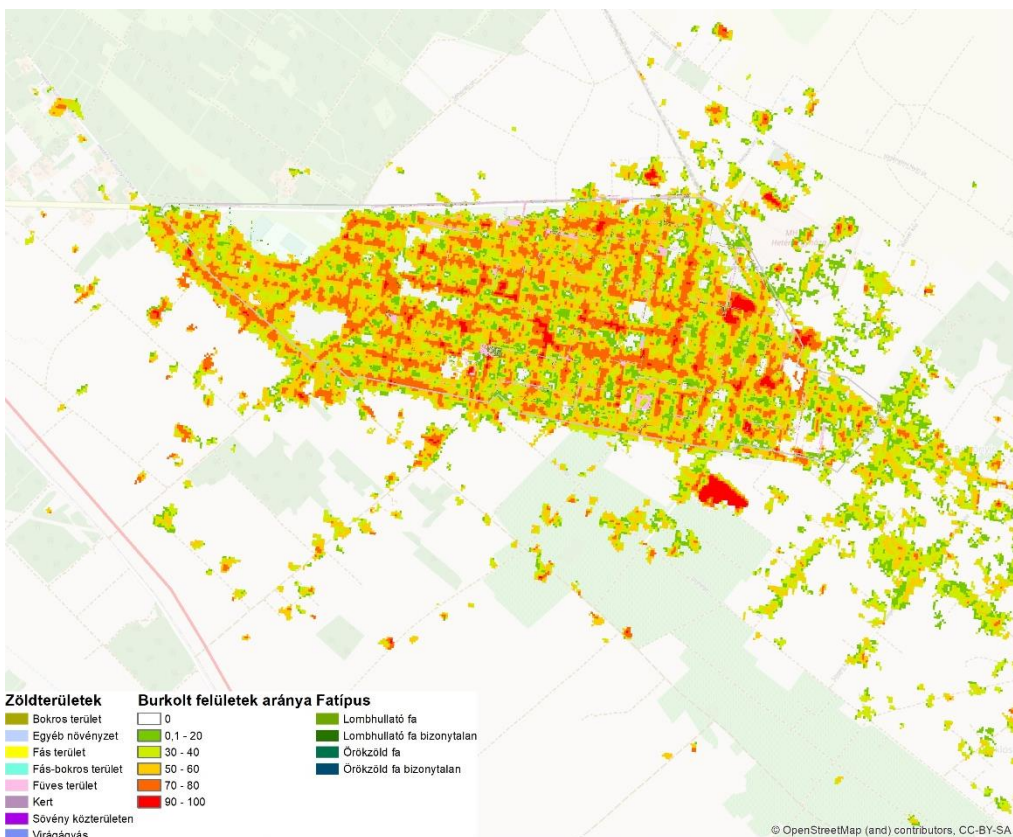 Zöldterületek
Bokros terület
Egyéb növényzet
Fás terület
Fás-bokros terület
Füves terület
Kert
Sövény közterületen
Virágágyás
Burkolt felületek aránya
0
0,1 - 20
30 - 40
50 - 60
70 - 80
90 - 100
Fatípus
Lombhullató fa
Lombhullató fa bizonytalan
Örökzöld fa
Örökzöld fa bizonytalan
© OpenStreetMap (and) contributors, CC-BY-SA